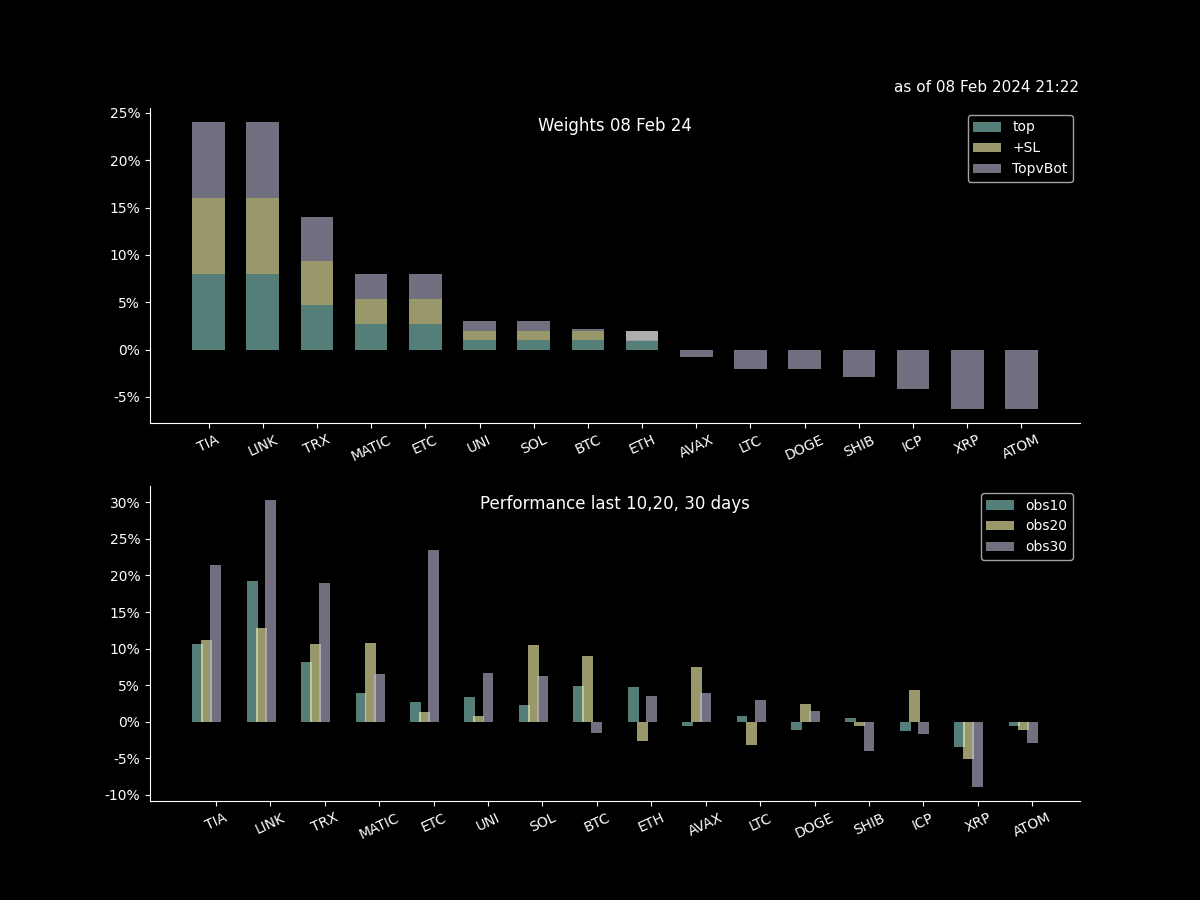 as of 08 Feb 2024 21:22
Weights 08 Feb 24
top
+SL
TopvBot
25%
20%
15%
10%
5%
0%
-5%
TIA LINK TRX MATIC ETC UNI SOL BTC ETH AVAX LTC DOGE SHIB ICP XRP ATOM
Performance last 10,20, 30 days
obs10
obs20
obs30
30%
25%
20%
15%
10%
5%
0%
-5%
-10%
TIA LINK TRX MATIC ETC UNI SOL BTC ETH AVAX LTC DOGE SHIB ICP XRP ATOM